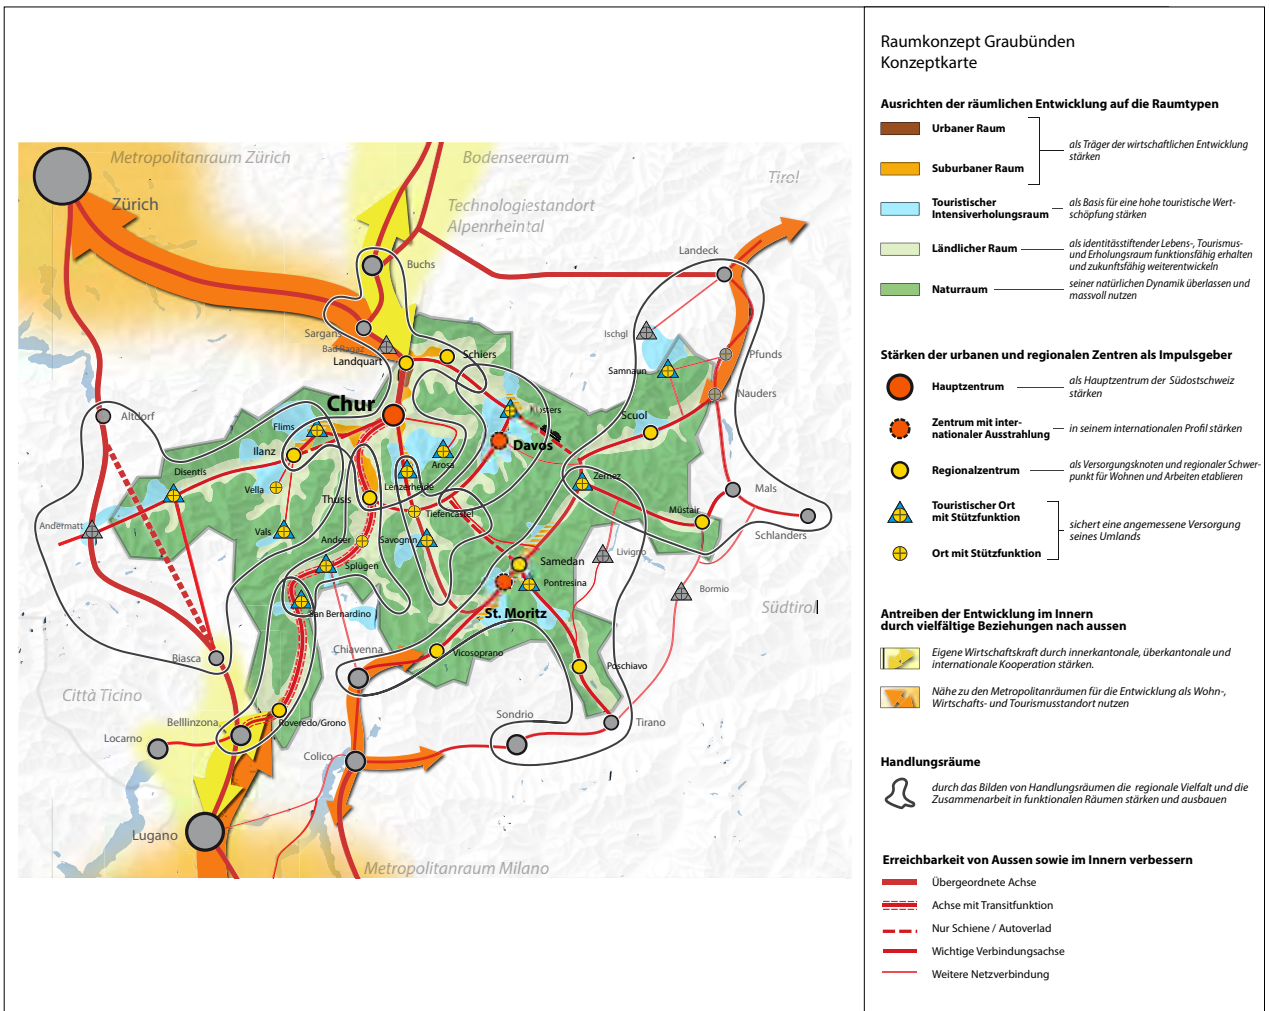 Raumkonzept Graubünden
Konzeptkarte
Ausrichten der räumlichen Entwicklung auf die Raumtypen
Urbaner Raum
als Träger der wirtschaftlichen Entwicklung
stärken
Suburbaner Raum
Touristischer
Intensiverholungsraum
als Basis für eine hohe touristische Wert-
schöpfung stärken
Ländlicher Raum
als identitässtiftender Lebens-, Tourismus-
und Erholungsraum funktionsfähig erhalten
und zukunftsfähig weiterentwickeln
Naturraum
seiner natürlichen Dynamik überlassen und
massvoll nutzen
Stärken der urbanen und regionalen Zentren als Impulsgeber
Hauptzentrum
als Hauptzentrum der Südostschweiz
stärken
Zentrum mit inter-
nationaler Ausstrahlung
in seinem internationalen Profil stärken
Regionalzentrum
als Versorgungsknoten und regionaler Schwer-
punkt für Wohnen und Arbeiten etablieren
Touristischer Ort
mit Stützfunktion
sichert eine angemessene Versorgung
seines Umlands
Ort mit Stützfunktion
Antreiben der Entwicklung im Innern
durch vielfältige Beziehungen nach aussen
Eigene Wirtschaftskraft durch innerkantonale, überkantonale und
internationale Kooperation stärken.
Nähe zu den Metropolitanräumen für die Entwicklung als Wohn-,
Wirtschafts- und Tourismusstandort nutzen
Handlungsräume
durch das Bilden von Handlungsräumen die regionale Vielfalt und die
Zusammenarbeit in funktionalen Räumen stärken und ausbauen
Erreichbarkeit von Aussen sowie im Innern verbessern
Übergeordnete Achse
Achse mit Transitfunktion
Nur Schiene / Autoverlad
Wichtige Verbindungsachse
Weitere Netzverbindung
Metropolitanraum Zürich
Bodenseeraum
Tirol
Zürich
Technologiestandort
Alpenrheintal
Landeck
Buchs
Sargans
Ischgl
Bad Ragaz
Landquart
Schiers
Pfunds
Samnaun
Nauders
Chur
Klosters
Altdorf
Scuol
Flims
Davos
Ilanz
Arosa
Disentis
Zernez
Lenzerheide
Vella
Mals
Thusis
Tiefencastel
Müstair
Andermatt
Vals
Andeer
Savognin
Schlanders
Livigno
Samedan
Splügen
Pontresina
Bormio
San Bernardino
St. Moritz
Südtirol
Chiavenna
Vicosoprano
Biasca
Poschiavo
Città Ticino
Sondrio
Belllinzona
Roveredo/Grono
Tirano
Locarno
Colico
Lugano
Metropolitanraum Milano